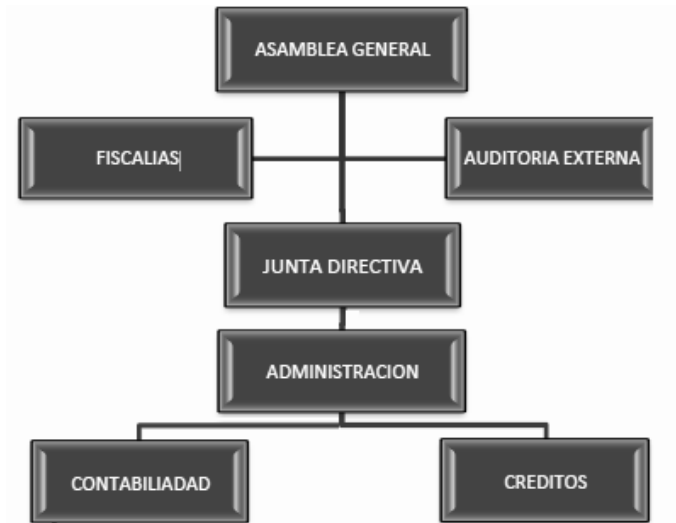 ASAMBLEA GENERAL
FISCALIAS
AUDITORIA EXTERNA
JUNTA DIRECTIVA
ADMINISTRACION
CONTABILIADAD
CREDITOS